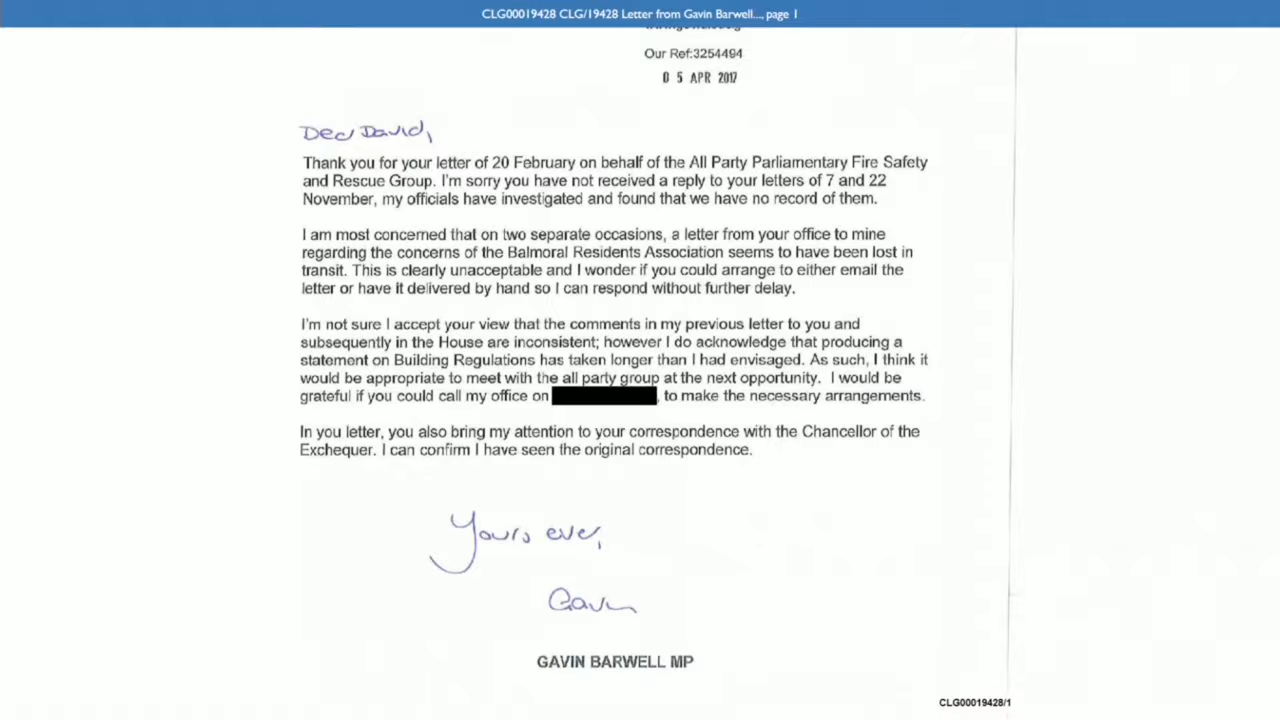 CLG00019428 CLG/19428 Letter from Gavin Barwell..., page 1
Our Ref:3254494
0 5 APR 2017
Dear David,
Thank you for your letter of 20 February on behalf of the All Party Parliamentary Fire Safety
and Rescue Group. I'm sorry you have not received a reply to your letters of 7 and 22
November, my officials have investigated and found that we have no record of them.
I am most concerned that on two separate occasions, a letter from your office to mine
regarding the concerns of the Balmoral Residents Association seems to have been lost in
transit. This is clearly unacceptable and I wonder if you could arrange to either email the
letter or have it delivered by hand so I can respond without further delay.
I'm not sure I accept your view that the comments in my previous letter to you and
subsequently in the House are inconsistent; however I do acknowledge that producing a
statement on Building Regulations has taken longer than I had envisaged. As such, I think it
would be appropriate to meet with the all party group at the next opportunity. I would be
grateful if you could call my office on , to make the necessary arrangements.
In you letter, you also bring my attention to your correspondence with the Chancellor of the
Exchequer. I can confirm I have seen the original correspondence.
Yours ever,
Gavin
GAVIN BARWELL MP
CLG00019428/1